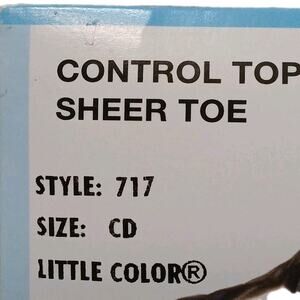 CONTROL TOP
SHEER TOE
STYLE: 717
SIZE: CD
LITTLE COLOR®